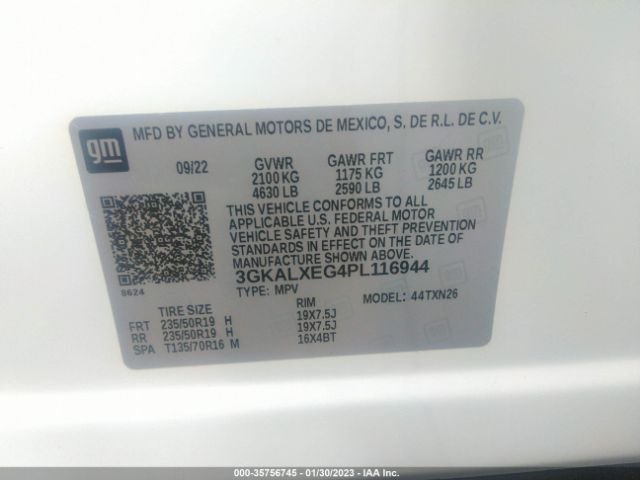 gm
MFD BY GENERAL MOTORS DE MEXICO, S. DE R.L. DE C.V.
09/22 GVWR GAWR FRT GAWR RR
2100 KG 1175 KG 1200 KG
4630 LB 2590 LB 2645 LB
THIS VEHICLE CONFORMS TO ALL
APPLICABLE U.S. FEDERAL MOTOR
VEHICLE SAFETY AND THEFT PREVENTION
STANDARDS IN EFFECT ON THE DATE OF
MANUFACTURE SHOWN ABOVE.
8624 3GKALXEG4PL116944
TYPE: MPV MODEL: 44TXN26
TIRE SIZE RIM
FRT 235/50R19 H 19X7.5J
RR 235/50R19 H 19X7.5J
SPA T135/70R16 M 16X4BT
000-35756745 - 01/30/2023 - IAA Inc.